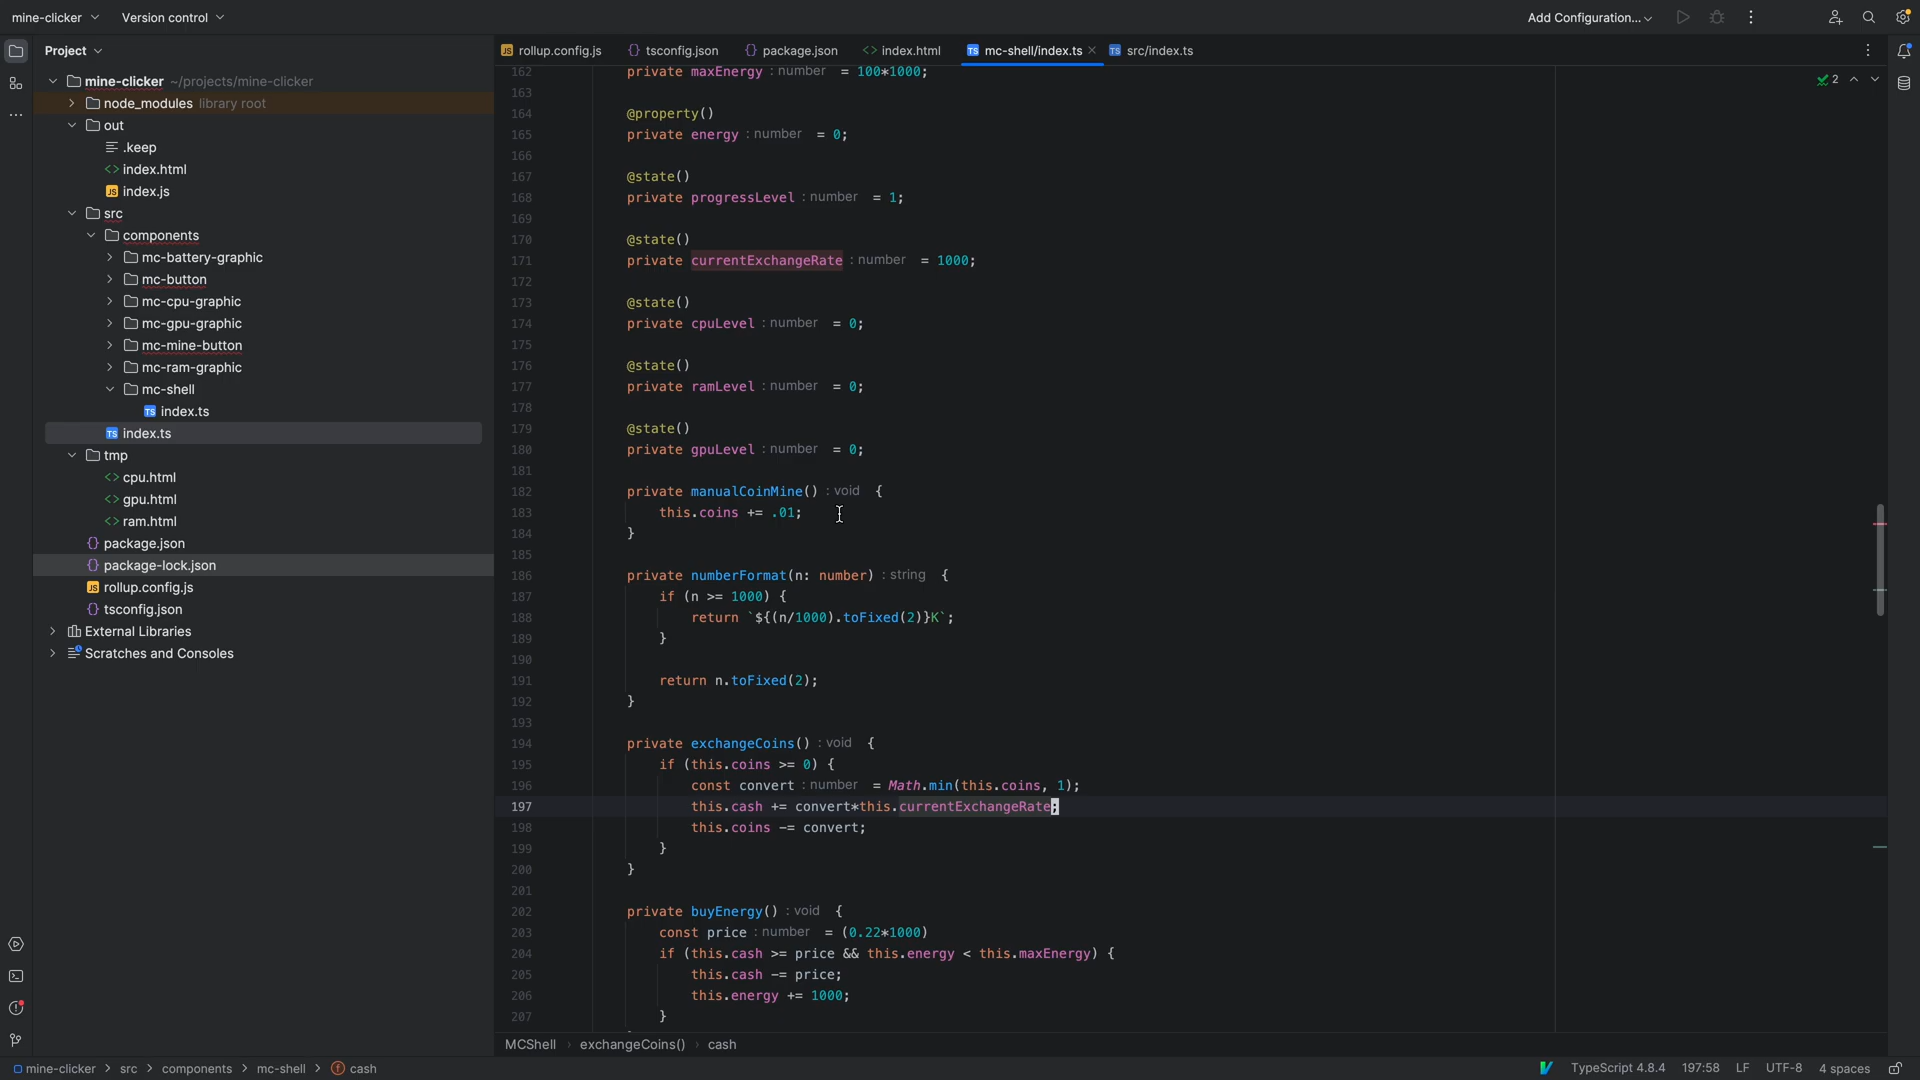 mine-clicker
Version control
Add Configuration...
Project
rollup.config.js
tsconfig.json
package.json
index.html
mc-shell/index.ts
src/index.ts
mine-clicker ~/projects/mine-clicker
node_modules library root
out
.keep
index.html
index.js
src
components
mc-battery-graphic
mc-button
mc-cpu-graphic
mc-gpu-graphic
mc-mine-button
mc-ram-graphic
mc-shell
index.ts
index.ts
tmp
cpu.html
gpu.html
ram.html
package.json
package-lock.json
rollup.config.js
tsconfig.json
External Libraries
Scratches and Consoles
2
162 private maxEnergy : number = 100*1000;
163
164 @property()
165 private energy : number = 0;
166
167 @state()
168 private progressLevel : number = 1;
169
170 @state()
171 private currentExchangeRate : number = 1000;
172
173 @state()
174 private cpuLevel : number = 0;
175
176 @state()
177 private ramLevel : number = 0;
178
179 @state()
180 private gpuLevel : number = 0;
181
182 private manualCoinMine() : void {
183 this.coins += .01;
184 }
185
186 private numberFormat(n: number) : string {
187 if (n >= 1000) {
188 return `${(n/1000).toFixed(2)}K`;
189 }
190
191 return n.toFixed(2);
192 }
193
194 private exchangeCoins() : void {
195 if (this.coins >= 0) {
196 const convert : number = Math.min(this.coins, 1);
197 this.cash += convert*this.currentExchangeRate;
198 this.coins -= convert;
199 }
200 }
201
202 private buyEnergy() : void {
203 const price : number = (0.22*1000)
204 if (this.cash >= price && this.energy < this.maxEnergy) {
205 this.cash -= price;
206 this.energy += 1000;
207 }
MCShell › exchangeCoins() › cash
mine-clicker › src › components › mc-shell › cash
TypeScript 4.8.4 197:58 LF UTF-8 4 spaces